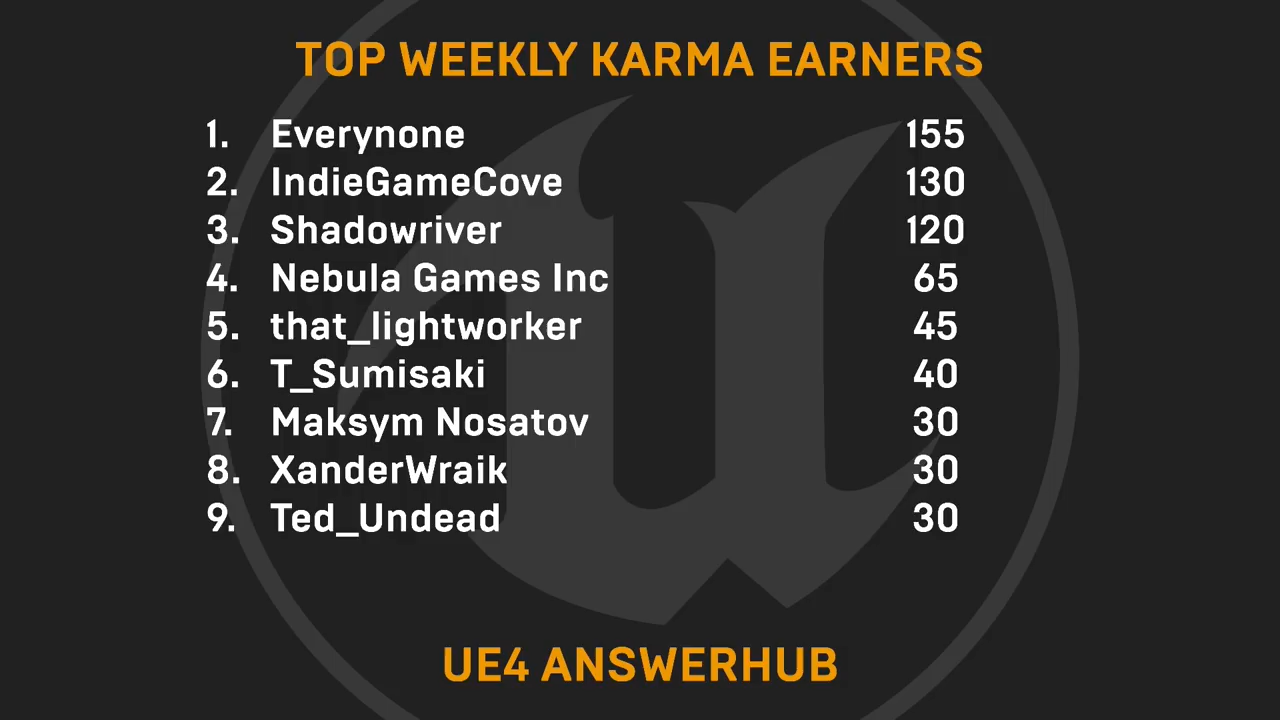 TOP WEEKLY KARMA EARNERS
1. Everynone 155
2. IndieGameCove 130
3. Shadowriver 120
4. Nebula Games Inc 65
5. that_lightworker 45
6. T_Sumisaki 40
7. Maksym Nosatov 30
8. XanderWraik 30
9. Ted_Undead 30
UE4 ANSWERHUB